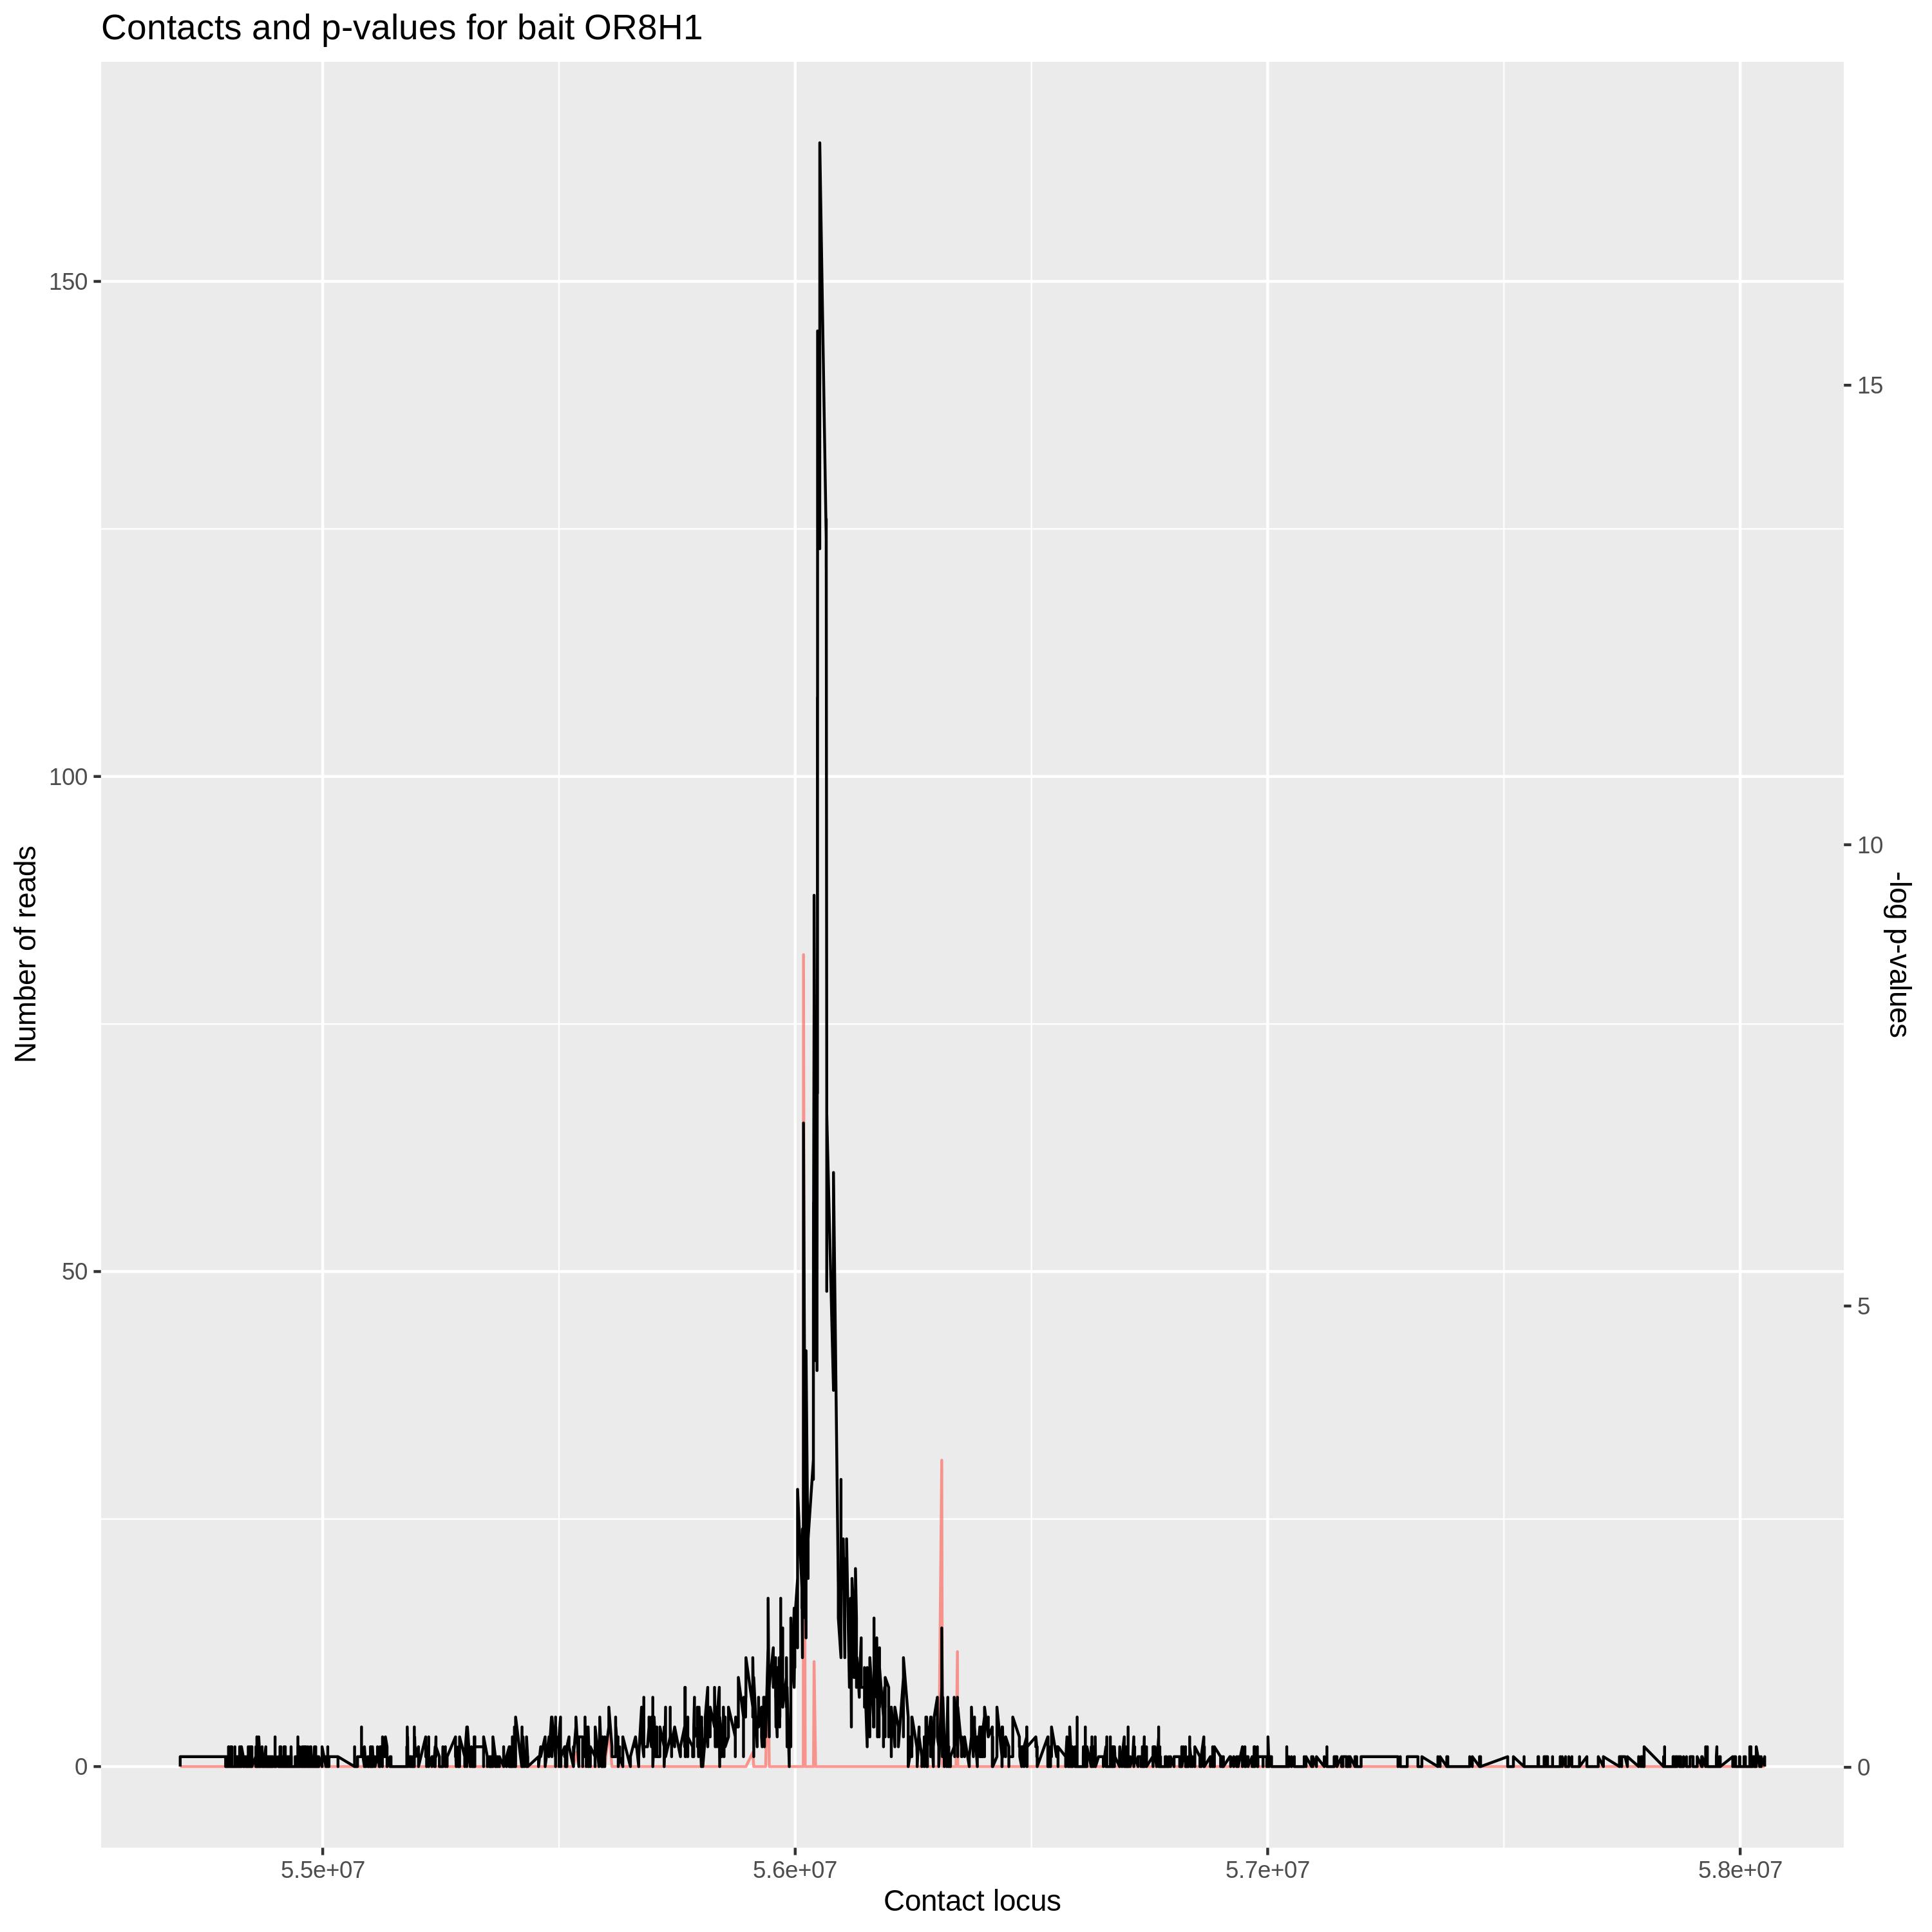 Contacts and p-values for bait OR8H1
150
100
50
0
15
10
5
0
Number of reads
-log p-values
5.5e+07
5.6e+07
5.7e+07
5.8e+07
Contact locus